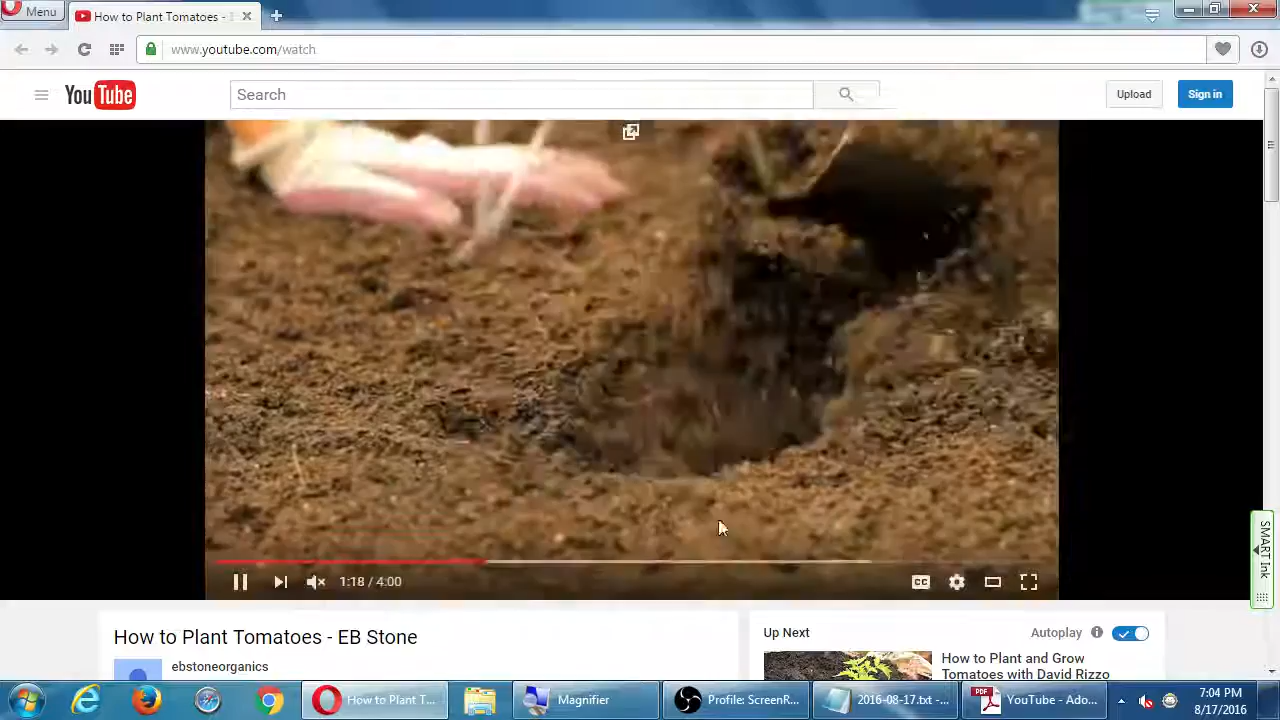 Menu
How to Plant Tomatoes -
www.youtube.com/watch
YouTube
Search
Upload
Sign in
1:18 / 4:00
CC
SMART Ink
How to Plant Tomatoes - EB Stone
ebstoneorganics
Up Next
Autoplay
How to Plant and Grow
Tomatoes with David Rizzo
How to Plant T...
Magnifier
Profile: ScreenR...
2016-08-17.txt -...
PDF
YouTube - Ado...
7:04 PM
8/17/2016